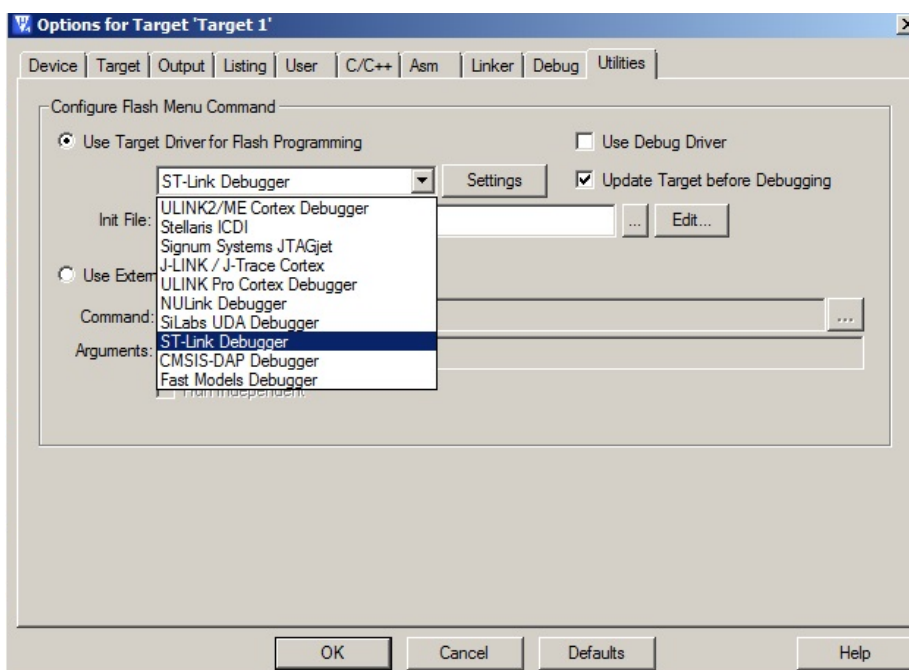 Options for Target 'Target 1'
Device Target Output Listing User C/C++ Asm Linker Debug Utilities
Configure Flash Menu Command
Use Target Driver for Flash Programming
Use Debug Driver
ST-Link Debugger
Settings
Update Target before Debugging
ULINK2/ME Cortex Debugger
Stellaris ICDI
Signum Systems JTAGjet
J-LINK / J-Trace Cortex
ULINK Pro Cortex Debugger
NULink Debugger
SiLabs UDA Debugger
ST-Link Debugger
CMSIS-DAP Debugger
Fast Models Debugger
Init File:
...
Edit...
Use Extern
Command:
...
Arguments:
Run Independent
OK Cancel Defaults Help